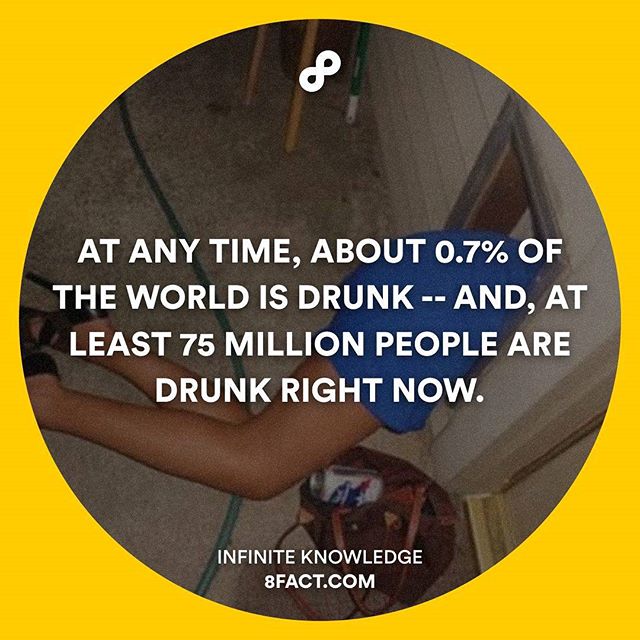 AT ANY TIME, ABOUT 0.7% OF
THE WORLD IS DRUNK -- AND, AT
LEAST 75 MILLION PEOPLE ARE
DRUNK RIGHT NOW.
INFINITE KNOWLEDGE
8FACT.COM